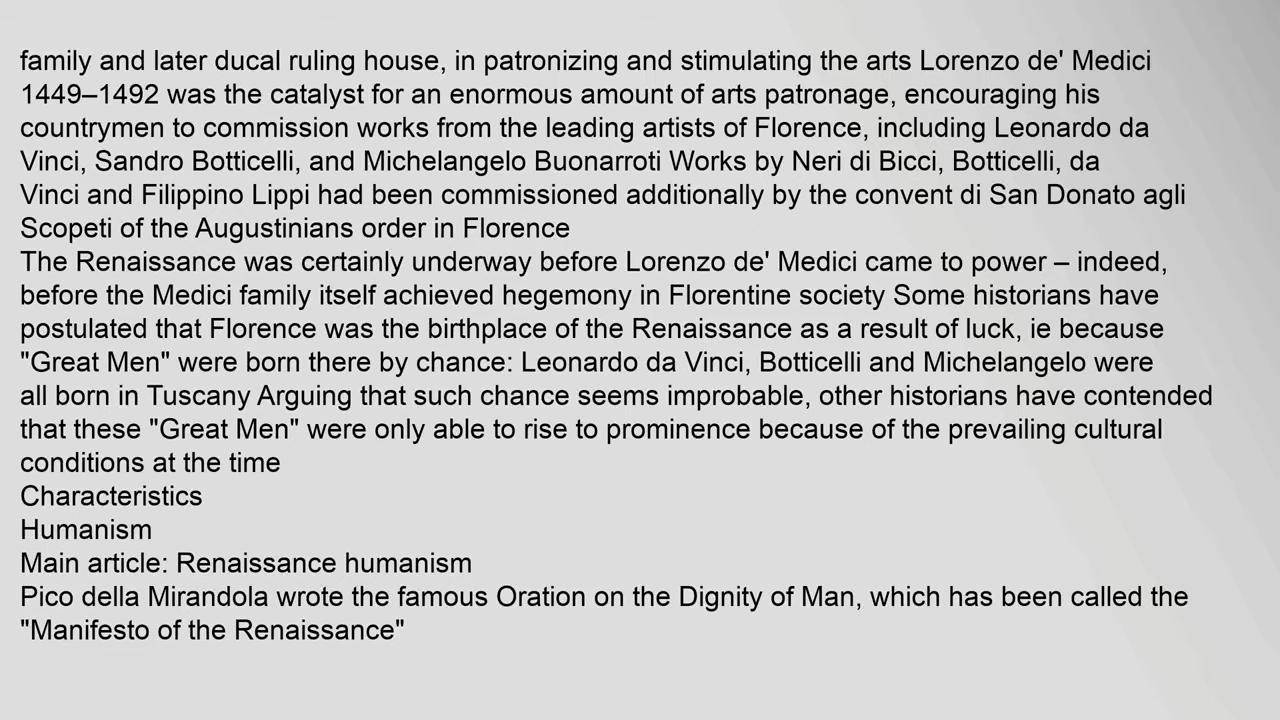 family and later ducal ruling house, in patronizing and stimulating the arts Lorenzo de' Medici
1449–1492 was the catalyst for an enormous amount of arts patronage, encouraging his
countrymen to commission works from the leading artists of Florence, including Leonardo da
Vinci, Sandro Botticelli, and Michelangelo Buonarroti Works by Neri di Bicci, Botticelli, da
Vinci and Filippino Lippi had been commissioned additionally by the convent di San Donato agli
Scopeti of the Augustinians order in Florence
The Renaissance was certainly underway before Lorenzo de' Medici came to power – indeed,
before the Medici family itself achieved hegemony in Florentine society Some historians have
postulated that Florence was the birthplace of the Renaissance as a result of luck, ie because
"Great Men" were born there by chance: Leonardo da Vinci, Botticelli and Michelangelo were
all born in Tuscany Arguing that such chance seems improbable, other historians have contended
that these "Great Men" were only able to rise to prominence because of the prevailing cultural
conditions at the time
Characteristics
Humanism
Main article: Renaissance humanism
Pico della Mirandola wrote the famous Oration on the Dignity of Man, which has been called the
"Manifesto of the Renaissance"